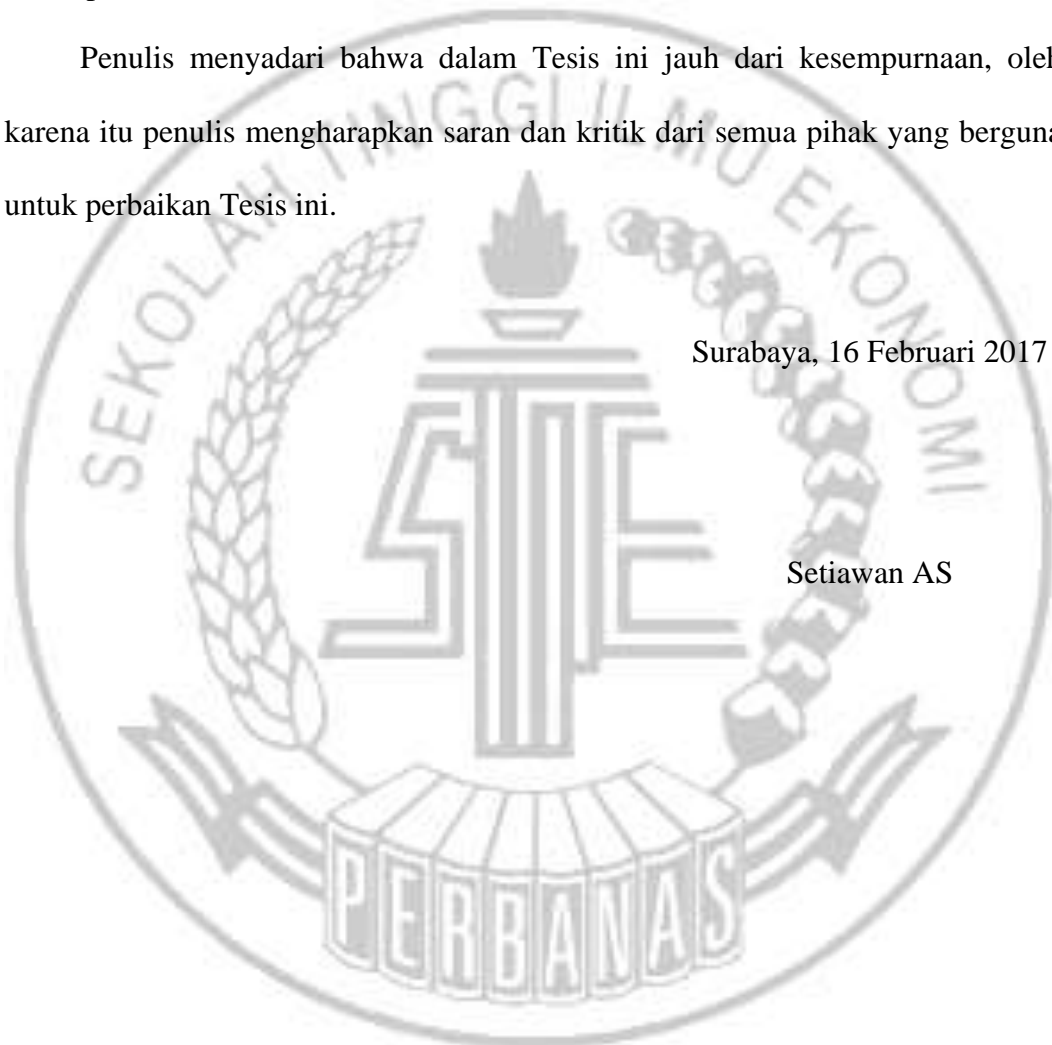 Penulis menyadari bahwa dalam Tesis ini jauh dari kesempurnaan, oleh
karena itu penulis mengharapkan saran dan kritik dari semua pihak yang berguna
untuk perbaikan Tesis ini.
SEKOLAH TINGGI ILMU EKONOMI
Surabaya, 16 Februari 2017
STIE
Setiawan AS
PERBANAS